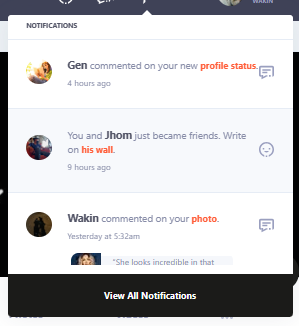 WAKIN
NOTIFICATIONS
Gen commented on your new profile status.
4 hours ago
You and Jhom just became friends. Write
on his wall.
9 hours ago
Wakin commented on your photo.
Yesterday at 5:32am
"She looks incredible in that
View All Notifications